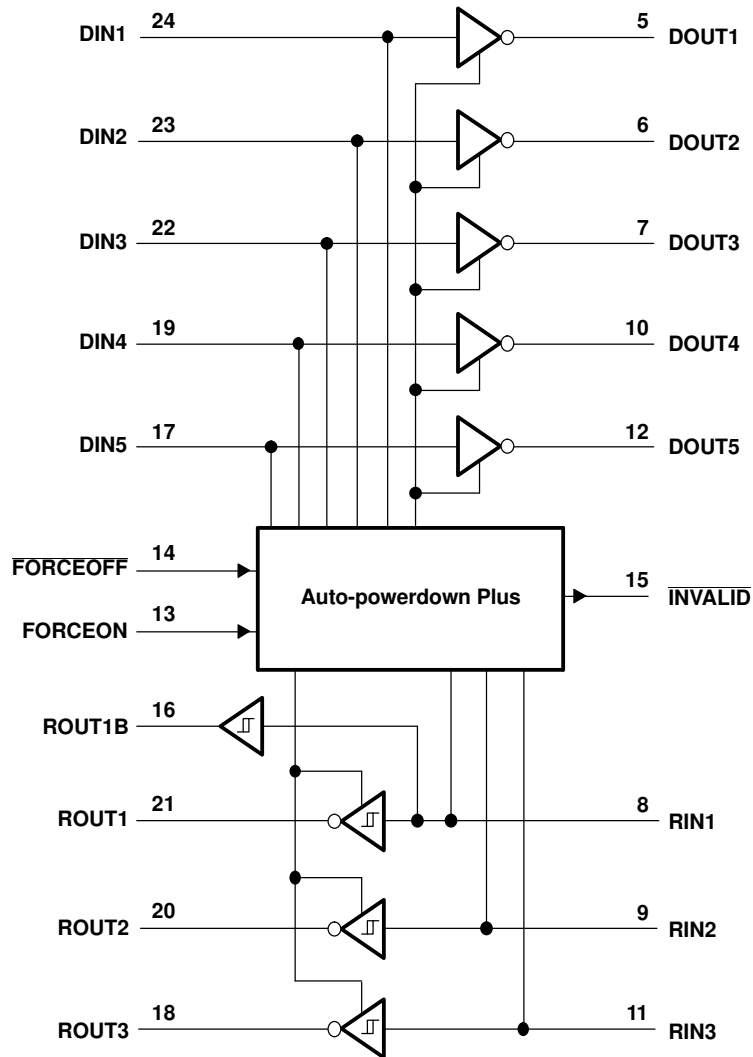 DIN1 24 5 DOUT1
DIN2 23 6 DOUT2
DIN3 22 7 DOUT3
DIN4 19 10 DOUT4
DIN5 17 12 DOUT5
FORCEOFF 14
Auto-powerdown Plus
15 INVALID
FORCEON 13
ROUT1B 16
ROUT1 21 8 RIN1
ROUT2 20 9 RIN2
ROUT3 18 11 RIN3